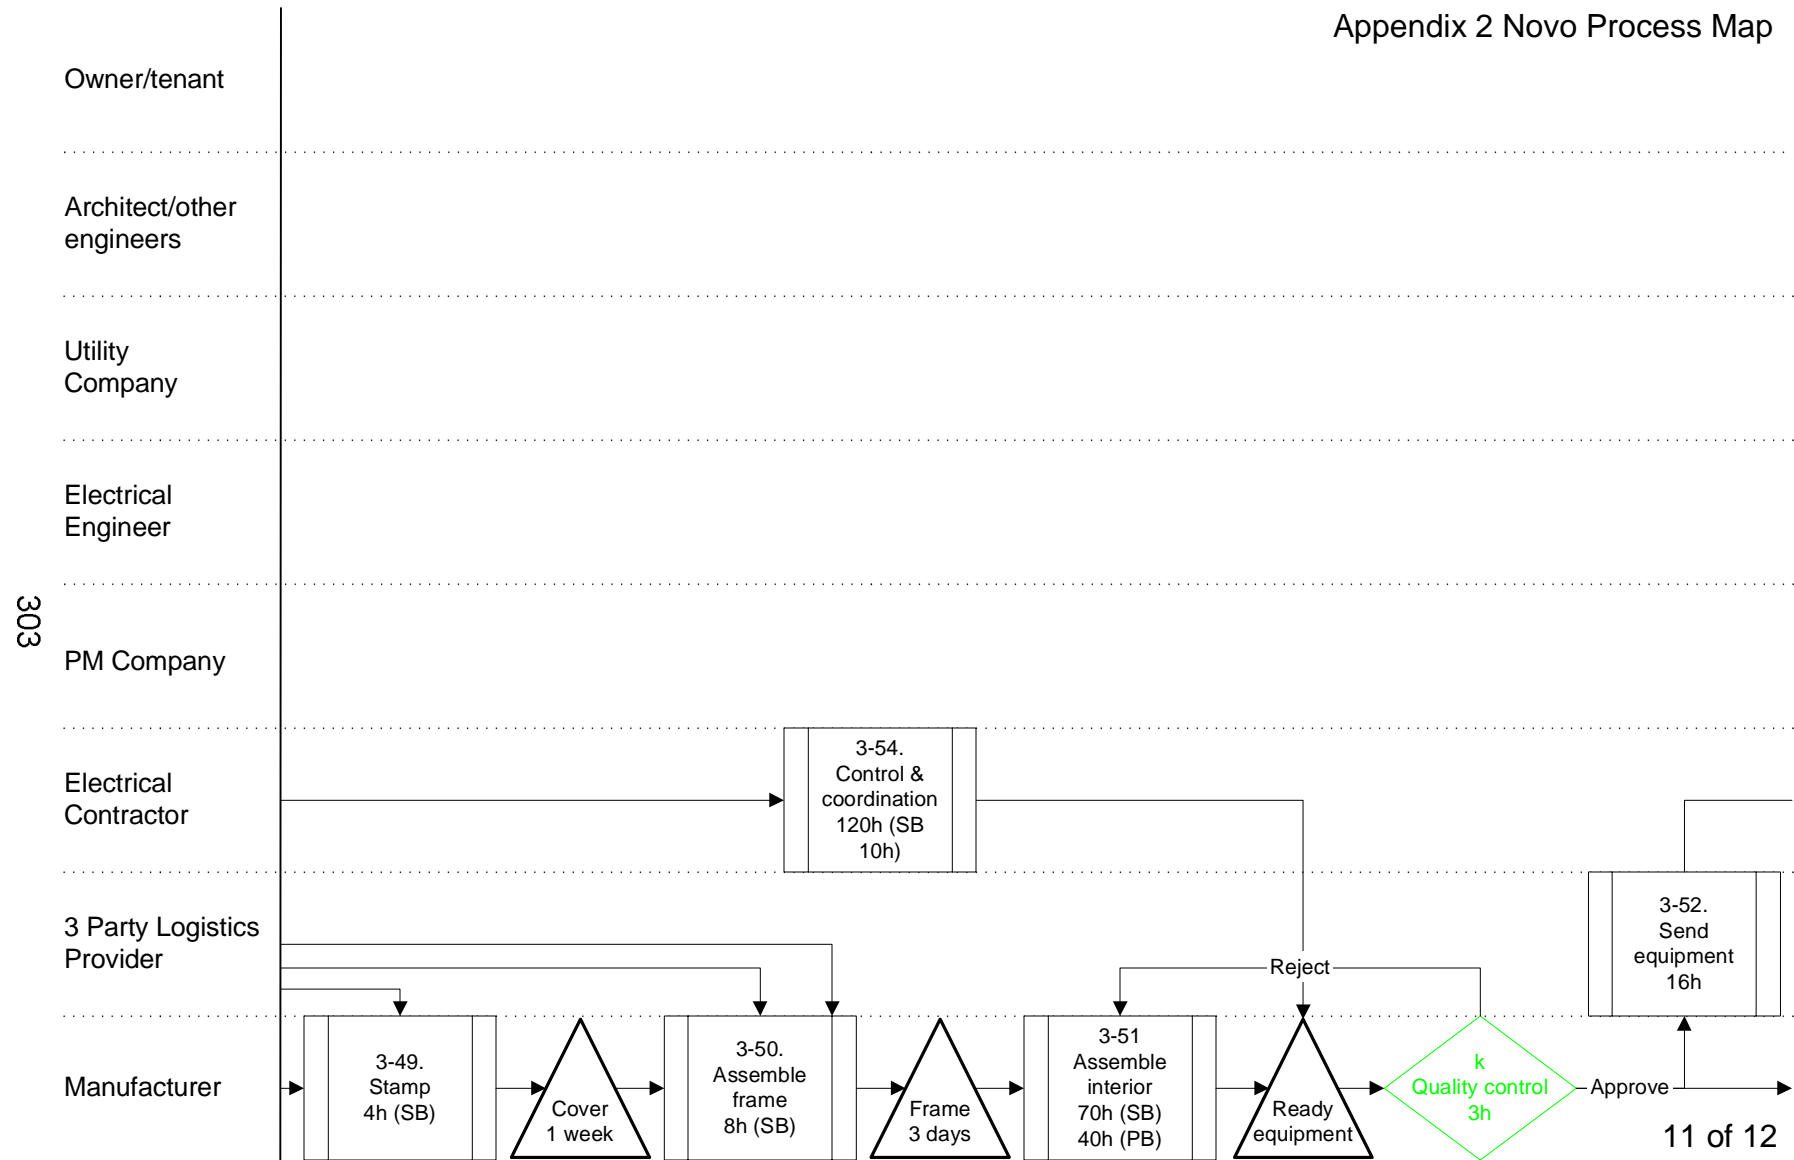 Appendix 2 Novo Process Map
Owner/tenant
Architect/other
engineers
Utility
Company
Electrical
Engineer
303
PM Company
Electrical
Contractor
3-54.
Control &
coordination
120h (SB
10h)
3 Party Logistics
Provider
Reject
3-52.
Send
equipment
16h
Manufacturer
3-49.
Stamp
4h (SB)
Cover
1 week
3-50.
Assemble
frame
8h (SB)
Frame
3 days
3-51
Assemble
interior
70h (SB)
40h (PB)
Ready
equipment
k
Quality control
3h
Approve
11 of 12